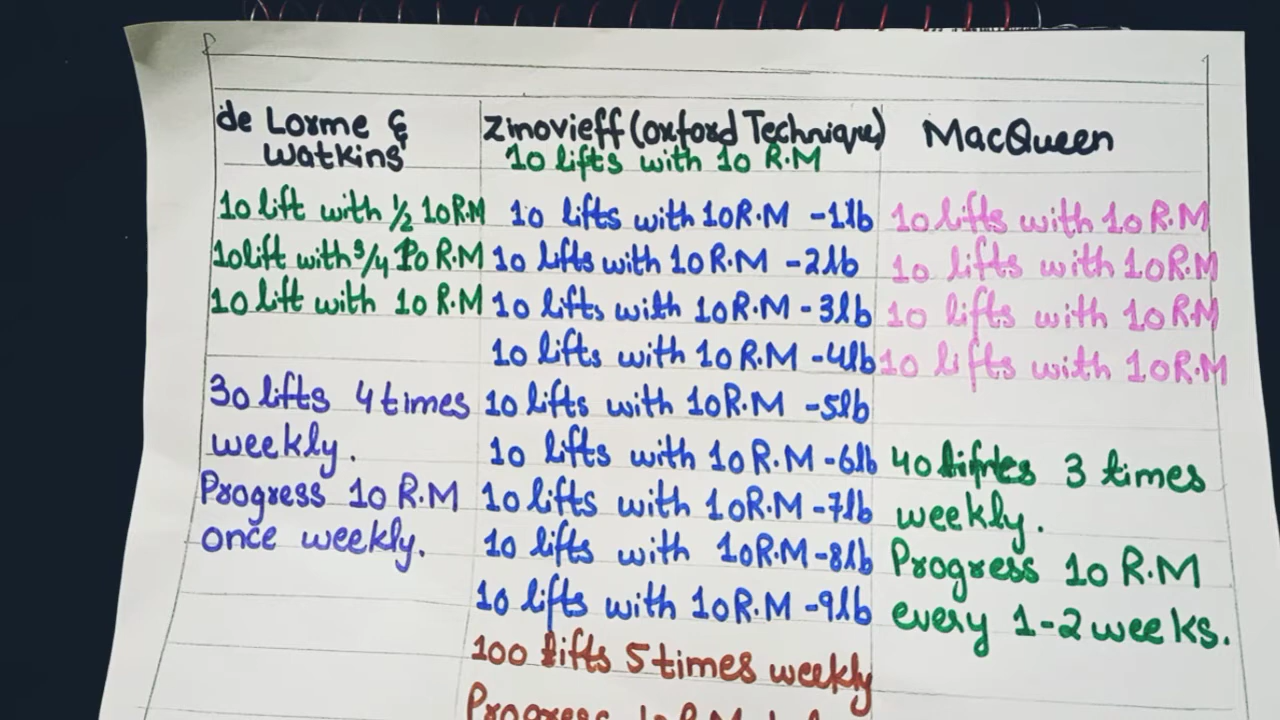 de Lorme &
Watkins
10 lift with 1/2 10 R.M
10 lift with 3/4 10 R.M
10 lift with 10 R.M
30 lifts 4 times
weekly.
Progress 10 R.M
once weekly.
Zinovieff (Oxford Technique)
10 lifts with 10 R.M
10 lifts with 10 R.M -1lb
10 lifts with 10 R.M -2lb
10 lifts with 10 R.M -3lb
10 lifts with 10 R.M -4lb
10 lifts with 10 R.M -5lb
10 lifts with 10 R.M -6lb
10 lifts with 10 R.M -7lb
10 lifts with 10 R.M -8lb
10 lifts with 10 R.M -9lb
100 lifts 5 times weekly
Progress 10 R.M
MacQueen
10 lifts with 10 R.M
10 lifts with 10 R.M
10 lifts with 10 R.M
10 lifts with 10 R.M
40 3 times
weekly.
Progress 10 R.M
every 1-2 weeks.